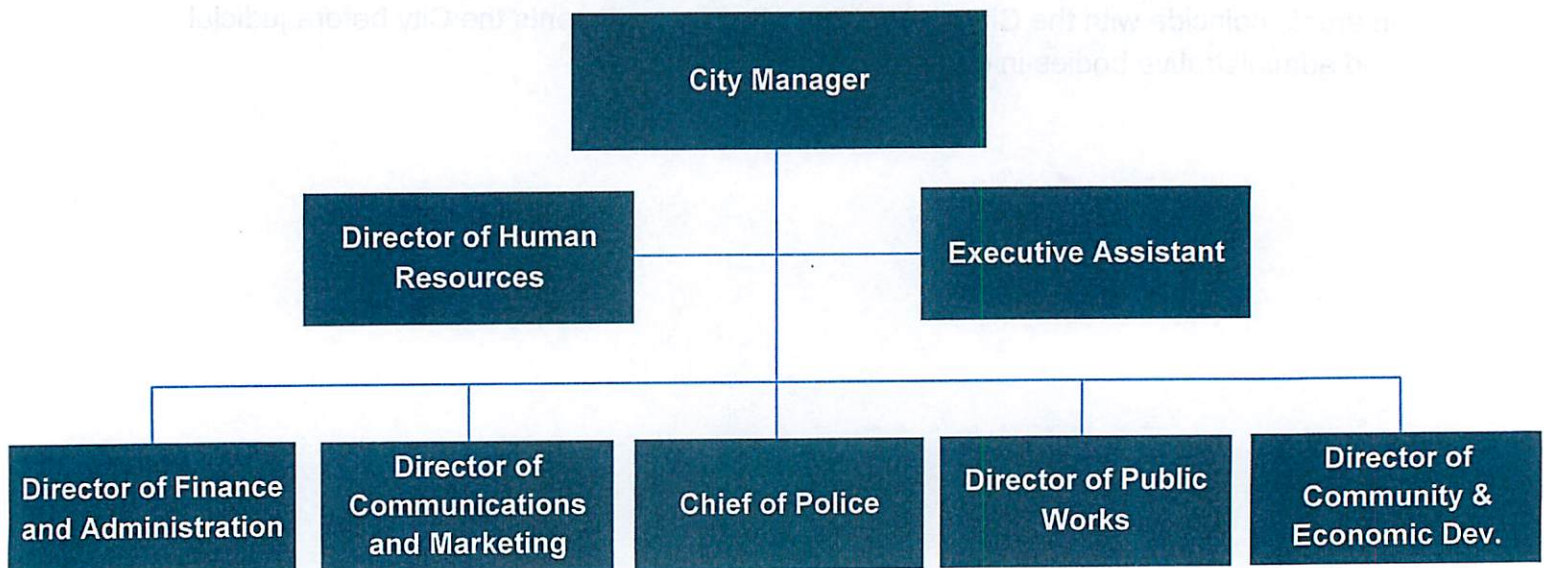 City Manager
Director of Human
Resources
Executive Assistant
Director of Finance
and Administration
Director of
Communications
and Marketing
Chief of Police
Director of Public
Works
Director of
Community &
Economic Dev.